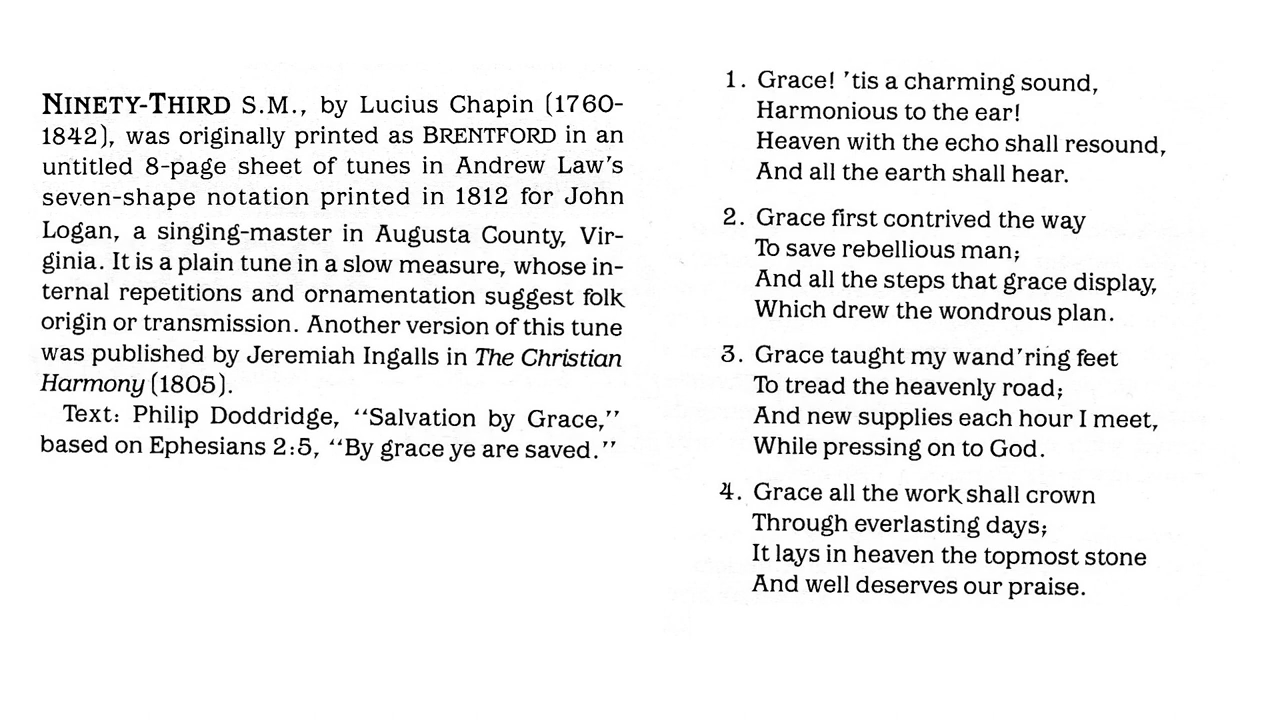 NINETY-THIRD S.M., by Lucius Chapin (1760-
1842), was originally printed as BRENTFORD in an
untitled 8-page sheet of tunes in Andrew Law's
seven-shape notation printed in 1812 for John
Logan, a singing-master in Augusta County, Vir-
ginia. It is a plain tune in a slow measure, whose in-
ternal repetitions and ornamentation suggest folk
origin or transmission. Another version of this tune
was published by Jeremiah Ingalls in The Christian
Harmony (1805).
Text: Philip Doddridge, "Salvation by Grace,"
based on Ephesians 2:5, "By grace ye are saved."
1. Grace! 'tis a charming sound,
Harmonious to the ear!
Heaven with the echo shall resound,
And all the earth shall hear.
2. Grace first contrived the way
To save rebellious man;
And all the steps that grace display,
Which drew the wondrous plan.
3. Grace taught my wand'ring feet
To tread the heavenly road;
And new supplies each hour I meet,
While pressing on to God.
4. Grace all the work shall crown
Through everlasting days;
It lays in heaven the topmost stone
And well deserves our praise.